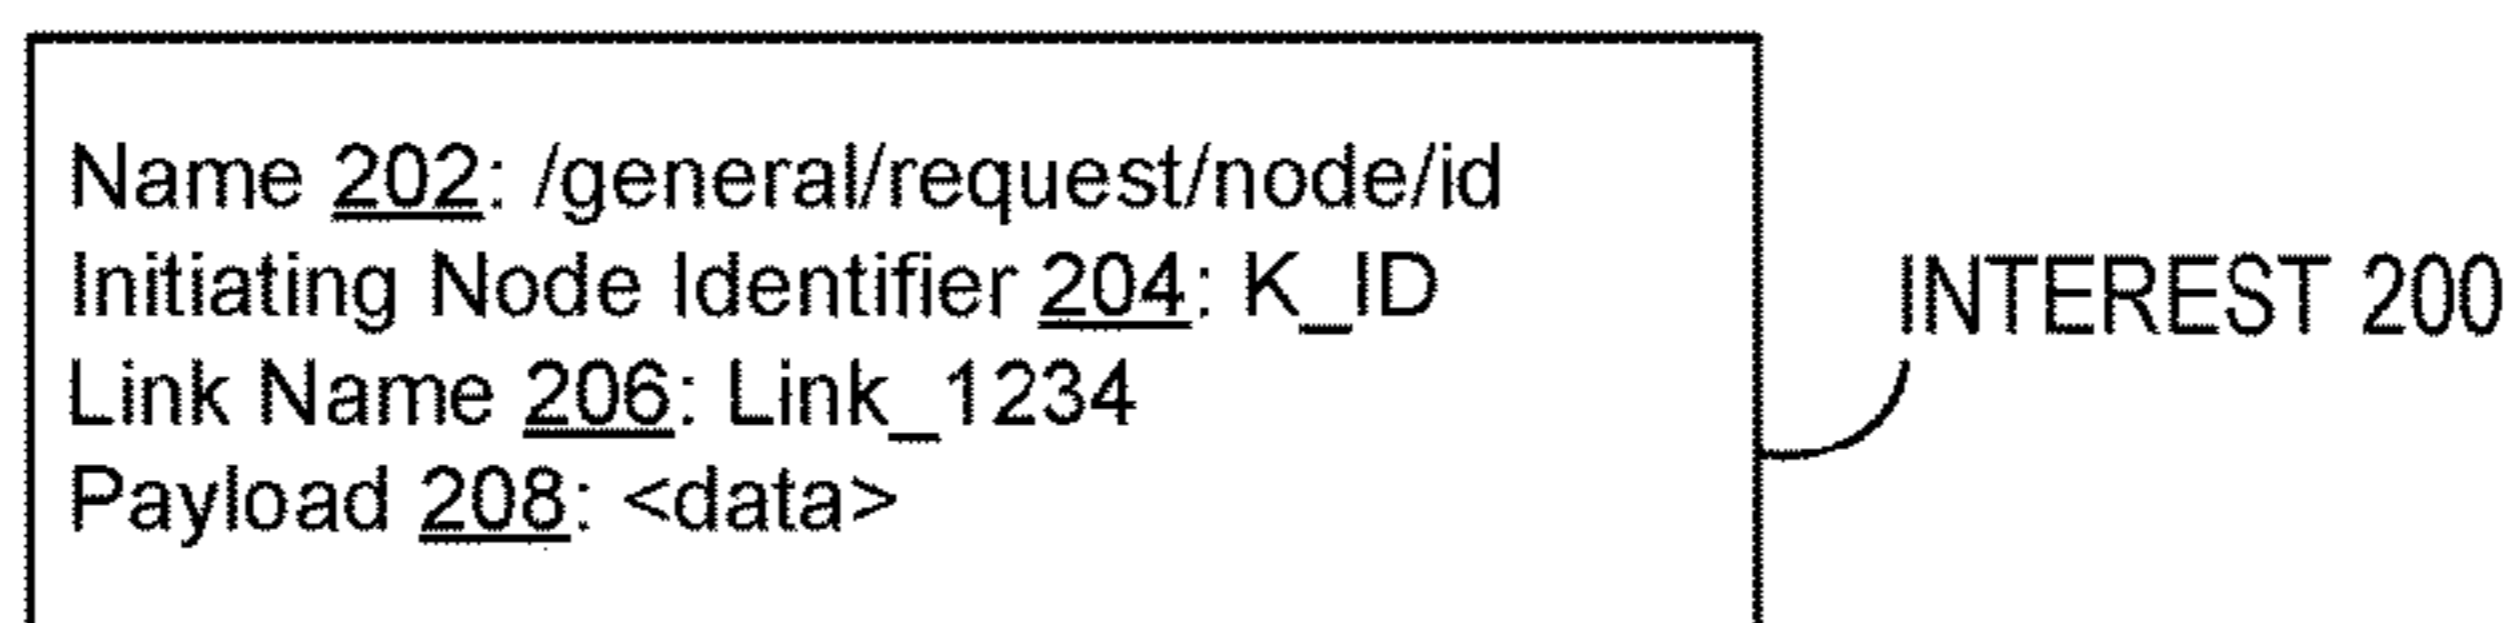 Name 202: /general/request/node/id
Initiating Node Identifier 204: K_ID
Link Name 206: Link_1234
Payload 208: <data>
INTEREST 200